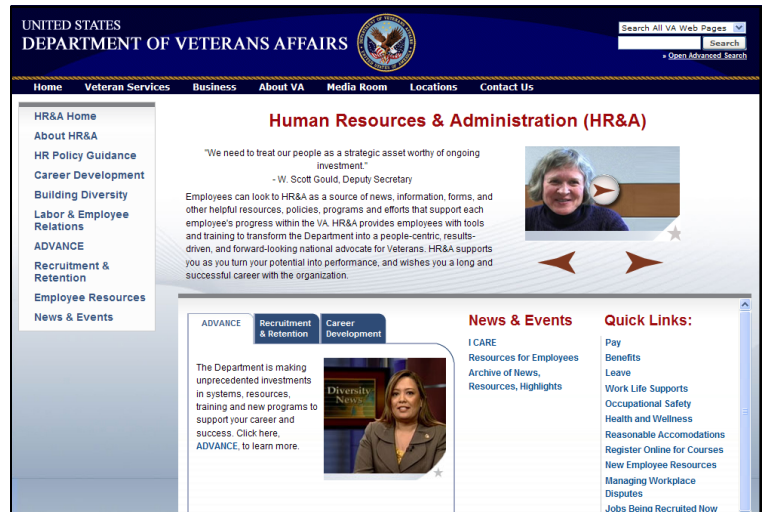 UNITED STATES
DEPARTMENT OF VETERANS AFFAIRS
Search All VA Web Pages
Search
» Open Advanced Search
Home Veteran Services Business About VA Media Room Locations Contact Us
HR&A Home
About HR&A
HR Policy Guidance
Career Development
Building Diversity
Labor & Employee
Relations
ADVANCE
Recruitment &
Retention
Employee Resources
News & Events
Human Resources & Administration (HR&A)
"We need to treat our people as a strategic asset worthy of ongoing
investment."
- W. Scott Gould, Deputy Secretary
Employees can look to HR&A as a source of news, information, forms, and
other helpful resources, policies, programs and efforts that support each
employee's progress within the VA. HR&A provides employees with tools
and training to transform the Department into a people-centric, results-
driven, and forward-looking national advocate for Veterans. HR&A supports
you as you turn your potential into performance, and wishes you a long and
successful career with the organization.
ADVANCE
Recruitment
& Retention
Career
Development
The Department is making
unprecedented investments
in systems, resources,
training and new programs to
support your career and
success. Click here,
ADVANCE, to learn more.
Diversity
News
News & Events
I CARE
Resources for Employees
Archive of News,
Resources, Highlights
Quick Links:
Pay
Benefits
Leave
Work Life Supports
Occupational Safety
Health and Wellness
Reasonable Accomodations
Register Online for Courses
New Employee Resources
Managing Workplace
Disputes
Jobs Being Recruited Now